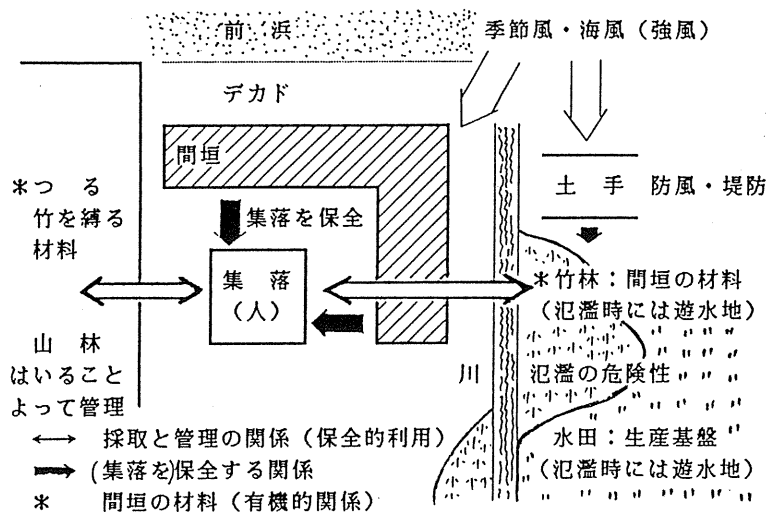 前 浜
季節風・海風(強風)
デカド
間垣
*つ る
竹を縛る
材料
集落を保全
土 手
防風・堤防
集 落
(人)
*竹林:間垣の材料
(氾濫時には遊水地)
山 林
はいること
よって管理
川
氾濫の危険性
水田:生産基盤
(氾濫時には遊水地)
採取と管理の関係(保全的利用)
(集落を)保全する関係
* 間垣の材料(有機的関係)